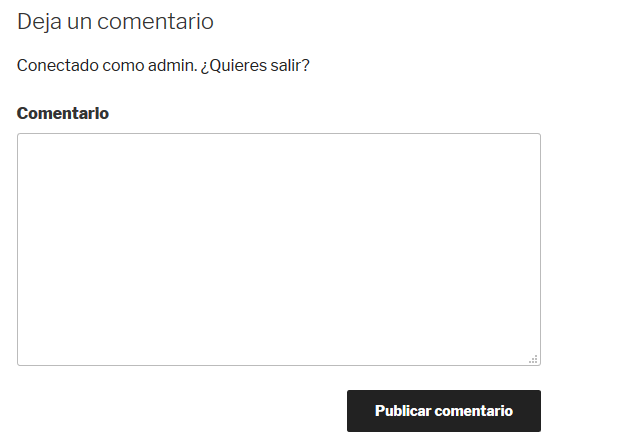 Deja un comentario
Conectado como admin. ¿Quieres salir?
Comentario
Publicar comentario